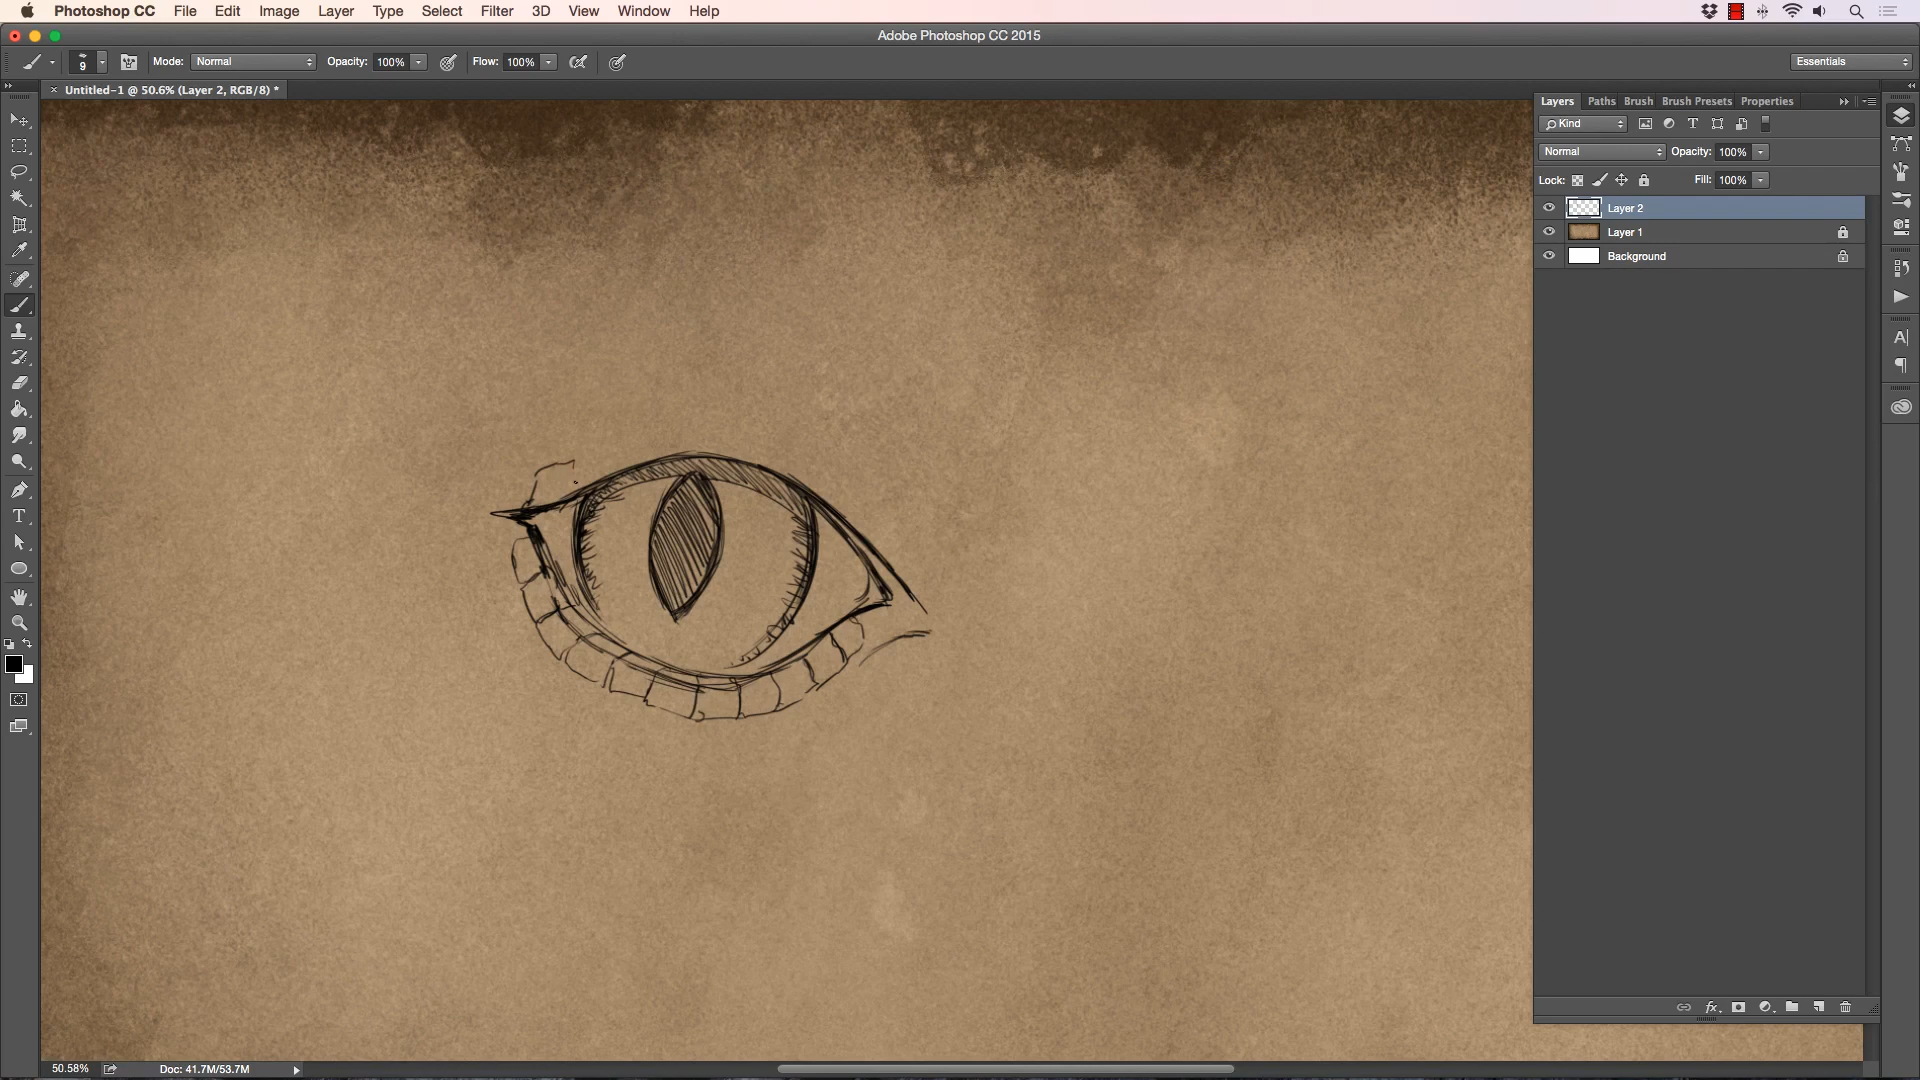 Photoshop CC File Edit Image Layer Type Select Filter 3D View Window Help
Adobe Photoshop CC 2015
9 Mode: Normal Opacity: 100% Flow: 100% Essentials
× Untitled-1 @ 50.6% (Layer 2, RGB/8) *
Layers Paths Brush Brush Presets Properties
Kind
Normal Opacity: 100%
Lock: Fill: 100%
Layer 2
Layer 1
Background
50.58% Doc: 41.7M/53.7M